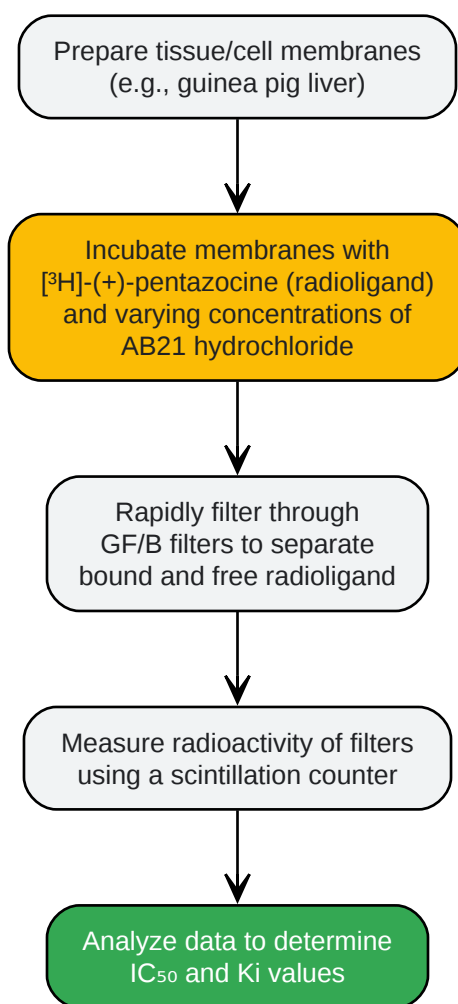 Prepare tissue/cell membranes
(e.g., guinea pig liver)
Incubate membranes with
[³H]-(+)-pentazocine (radioligand)
and varying concentrations of
AB21 hydrochloride
Rapidly filter through
GF/B filters to separate
bound and free radioligand
Measure radioactivity of filters
using a scintillation counter
Analyze data to determine
IC₅₀ and Ki values